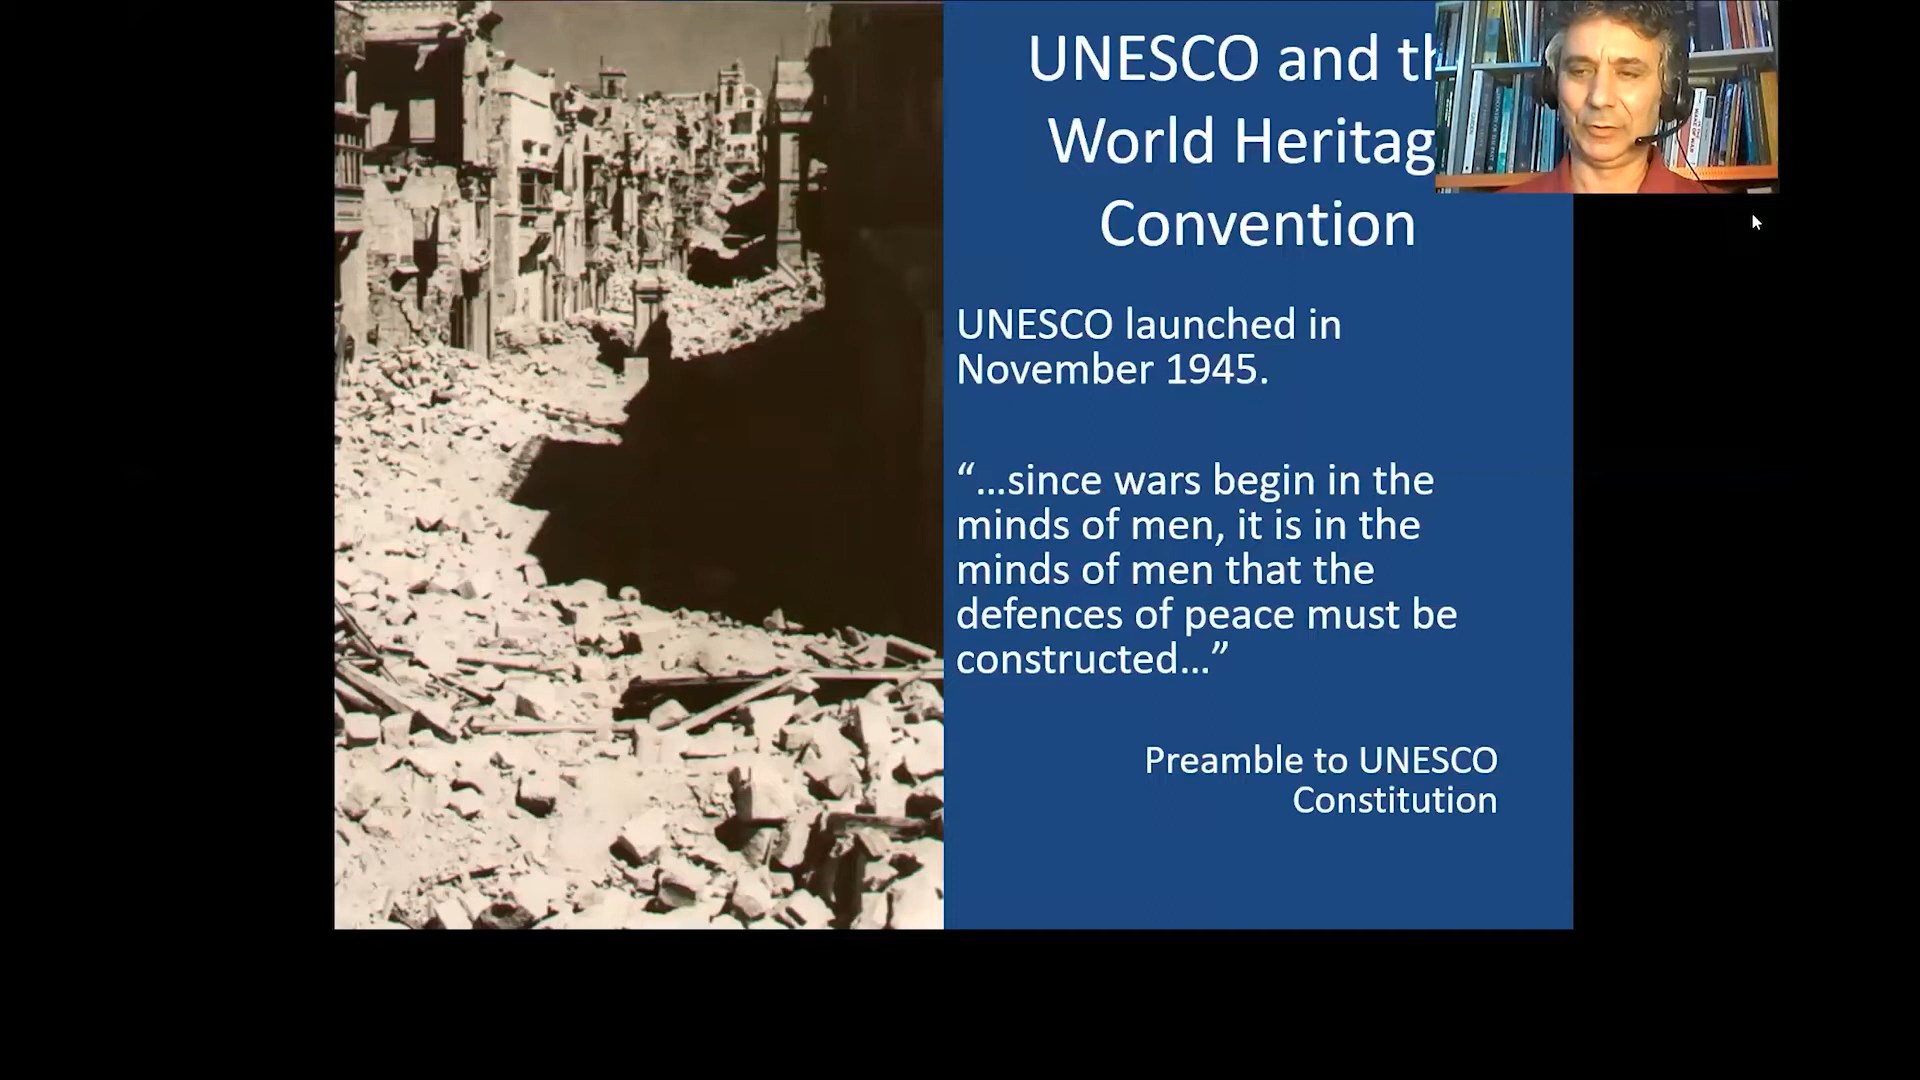 UNESCO and th
World Heritag
Convention
UNESCO launched in
November 1945.
“…since wars begin in the
minds of men, it is in the
minds of men that the
defences of peace must be
constructed…”
Preamble to UNESCO
Constitution